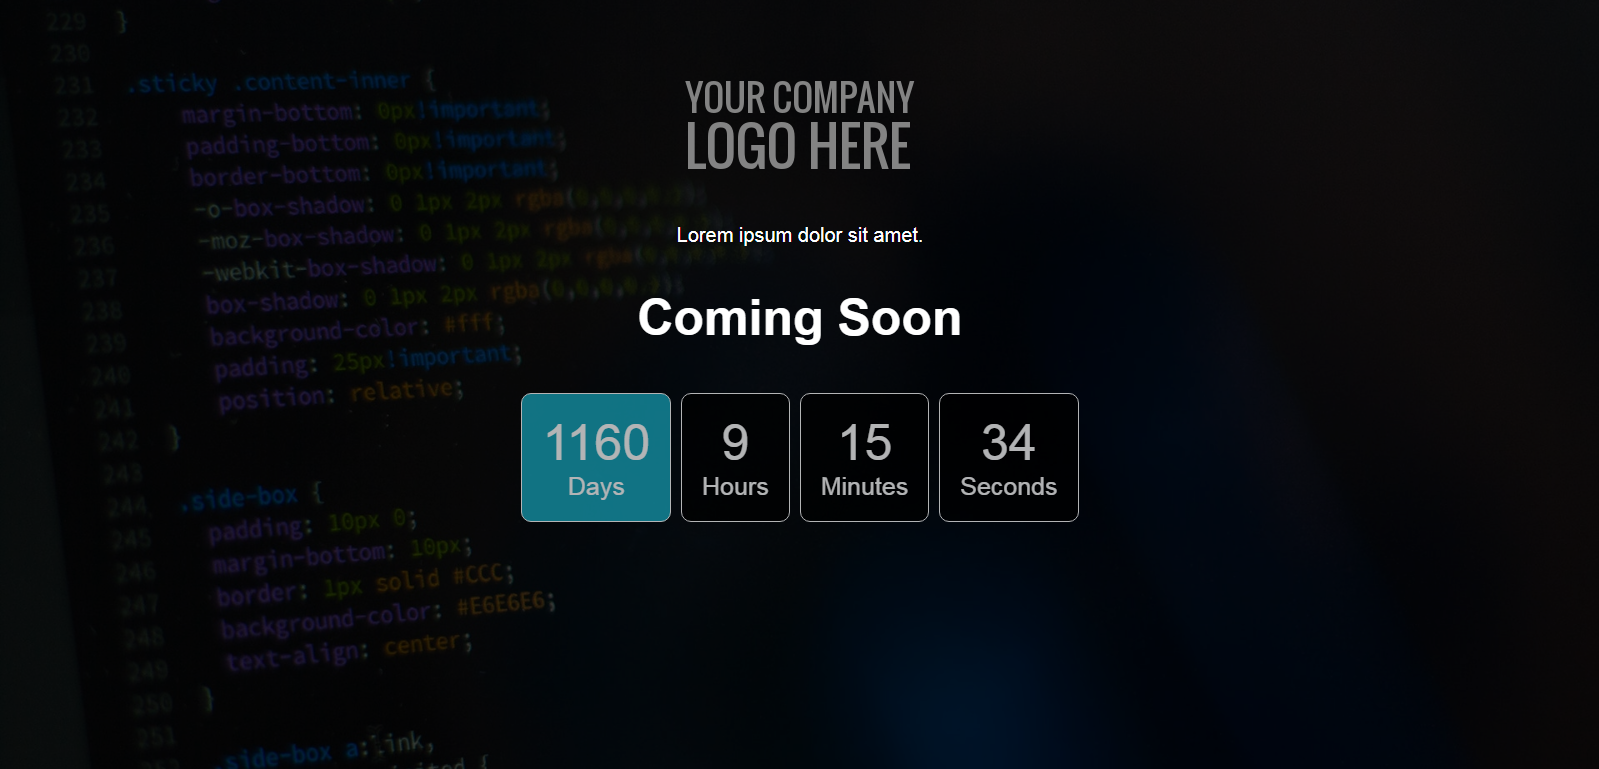 YOUR COMPANY
LOGO HERE
Lorem ipsum dolor sit amet.
Coming Soon
1160
Days
9
Hours
15
Minutes
34
Seconds
229 }
230
231 .sticky .content-inner {
232 margin-bottom: 0px!important;
233 padding-bottom: 0px!important;
234 border-bottom: 0px!important;
235 -o-box-shadow: 0 1px 2px rgba(
236 -moz-box-shadow: 0 1px 2px rgba(
237 -webkit-box-shadow: 0 1px 2px rgba(
238 box-shadow: 0 1px 2px rgba(0,0,0,0.
239 background-color: #fff;
240 padding: 25px!important;
241 position: relative;
242 }
243
244 .side-box {
245 padding: 10px 0;
246 margin-bottom: 10px;
247 border: 1px solid #CCC;
248 background-color: #E6E6E6;
249 text-align: center;
250 }
251
.side-box a:link,